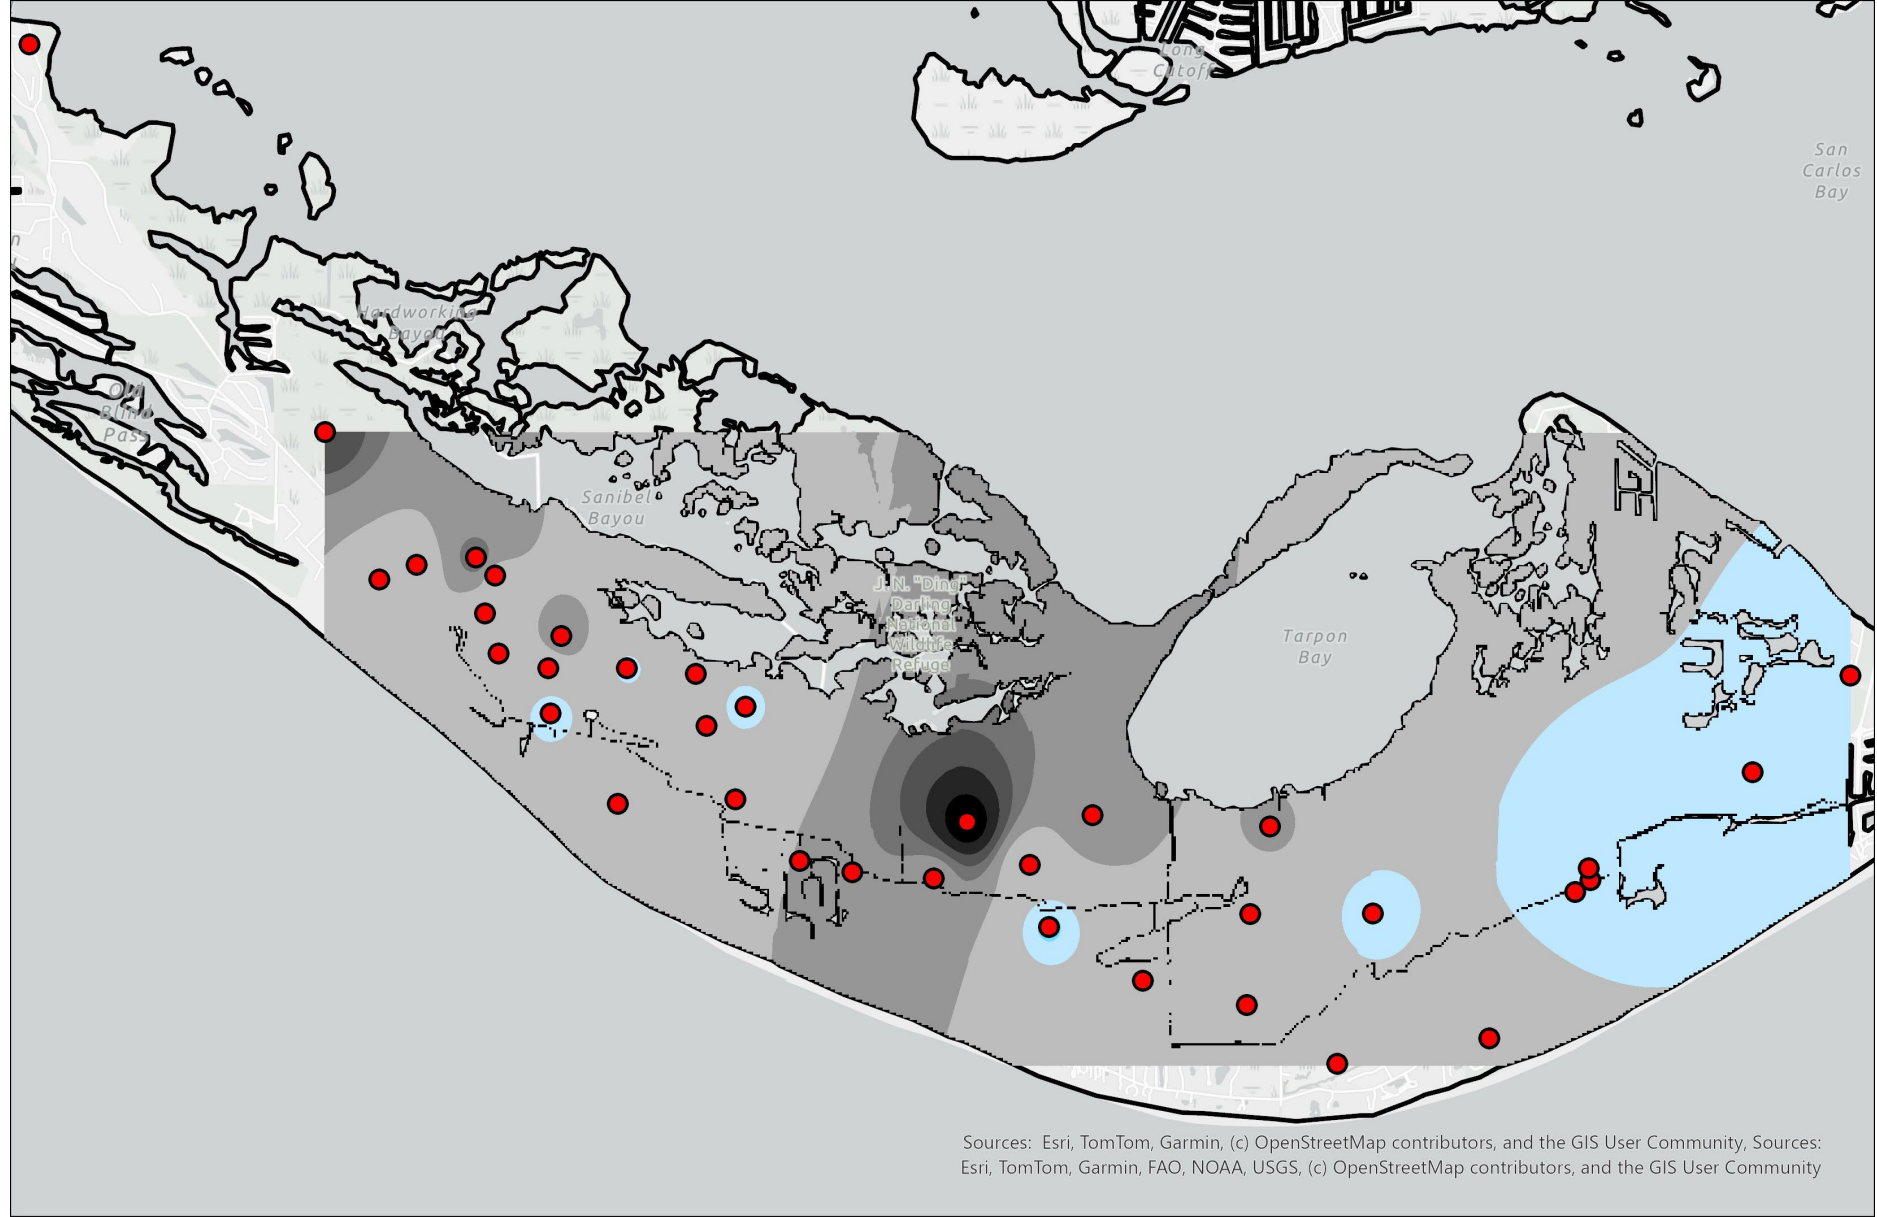 Long
Cutoff
San
Carlos
Bay
n
Hardworking
Bayou
Old
Blind
Pass
Sanibel
Bayou
J. N. "Ding"
Darling
National
Wildlife
Refuge
Tarpon
Bay
Sources: Esri, TomTom, Garmin, (c) OpenStreetMap contributors, and the GIS User Community, Sources:
Esri, TomTom, Garmin, FAO, NOAA, USGS, (c) OpenStreetMap contributors, and the GIS User Community